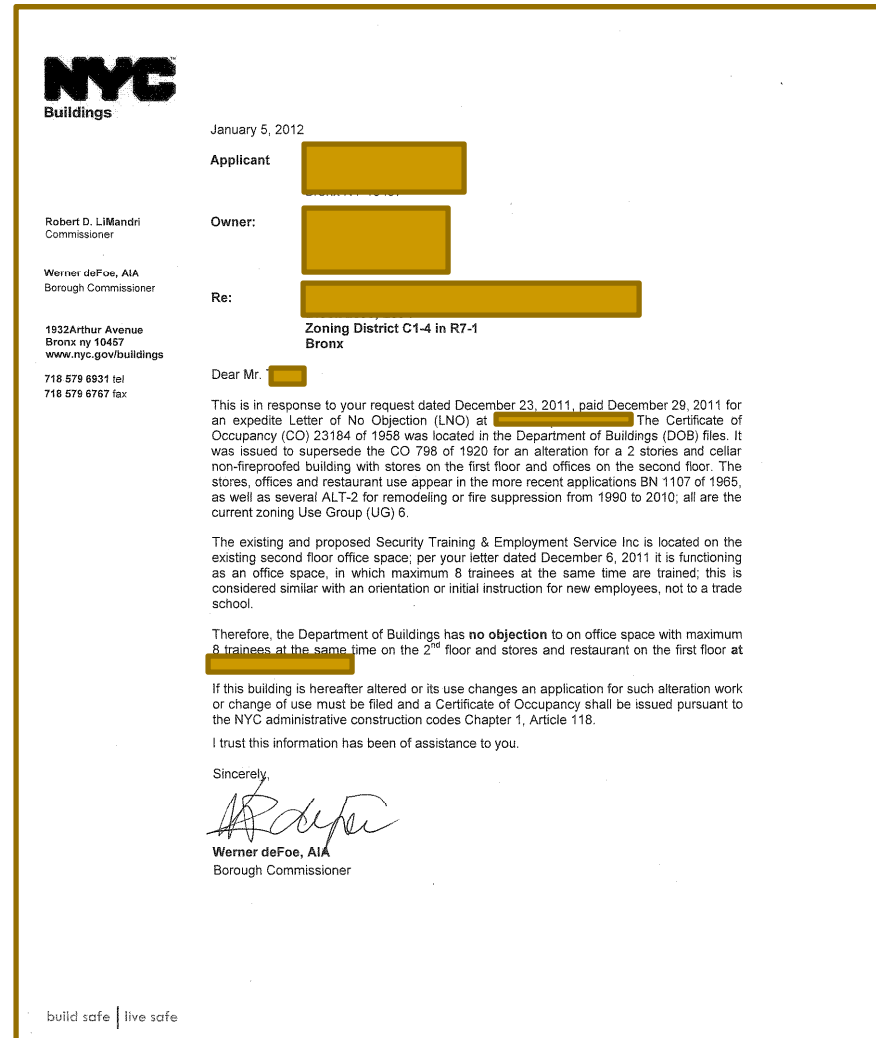 NYC
Buildings
January 5, 2012
Applicant
Robert D. LiMandri
Commissioner
Owner:
Werner deFoe, AIA
Borough Commissioner
Re:
1932Arthur Avenue
Bronx ny 10457
www.nyc.gov/buildings
Zoning District C1-4 in R7-1
Bronx
718 579 6931 tel
718 579 6767 fax
Dear Mr.
This is in response to your request dated December 23, 2011, paid December 29, 2011 for
an expedite Letter of No Objection (LNO) at The Certificate of
Occupancy (CO) 23184 of 1958 was located in the Department of Buildings (DOB) files. It
was issued to supersede the CO 798 of 1920 for an alteration for a 2 stories and cellar
non-fireproofed building with stores on the first floor and offices on the second floor. The
stores, offices and restaurant use appear in the more recent applications BN 1107 of 1965,
as well as several ALT-2 for remodeling or fire suppression from 1990 to 2010; all are the
current zoning Use Group (UG) 6.
The existing and proposed Security Training & Employment Service Inc is located on the
existing second floor office space; per your letter dated December 6, 2011 it is functioning
as an office space, in which maximum 8 trainees at the same time are trained; this is
considered similar with an orientation or initial instruction for new employees, not to a trade
school.
Therefore, the Department of Buildings has no objection to on office space with maximum
8 trainees at the same time on the 2nd floor and stores and restaurant on the first floor at
If this building is hereafter altered or its use changes an application for such alteration work
or change of use must be filed and a Certificate of Occupancy shall be issued pursuant to
the NYC administrative construction codes Chapter 1, Article 118.
I trust this information has been of assistance to you.
Sincerely,
Werner deFoe, AIA
Borough Commissioner
build safe | live safe